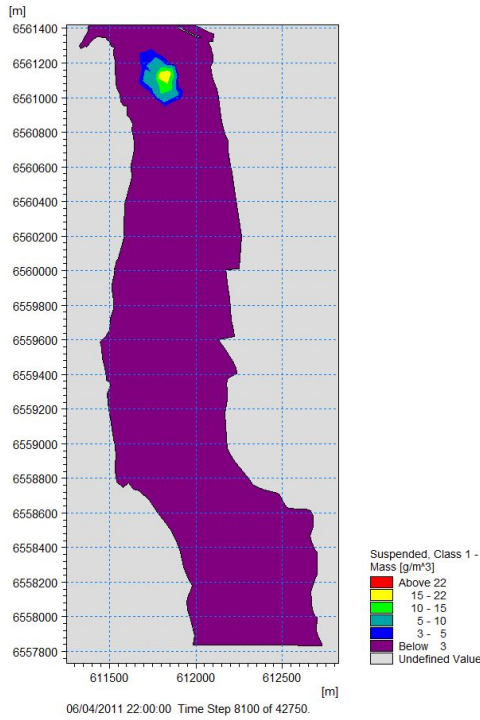 [m]
6561400
6561200
6561000
6560800
6560600
6560400
6560200
6560000
6559800
6559600
6559400
6559200
6559000
6558800
6558600
6558400
6558200
6558000
6557800
611500 612000 612500
[m]
06/04/2011 22:00:00 Time Step 8100 of 42750.
Suspended, Class 1 -
Mass [g/m^3]
Above 22
15 - 22
10 - 15
5 - 10
3 - 5
Below 3
Undefined Value